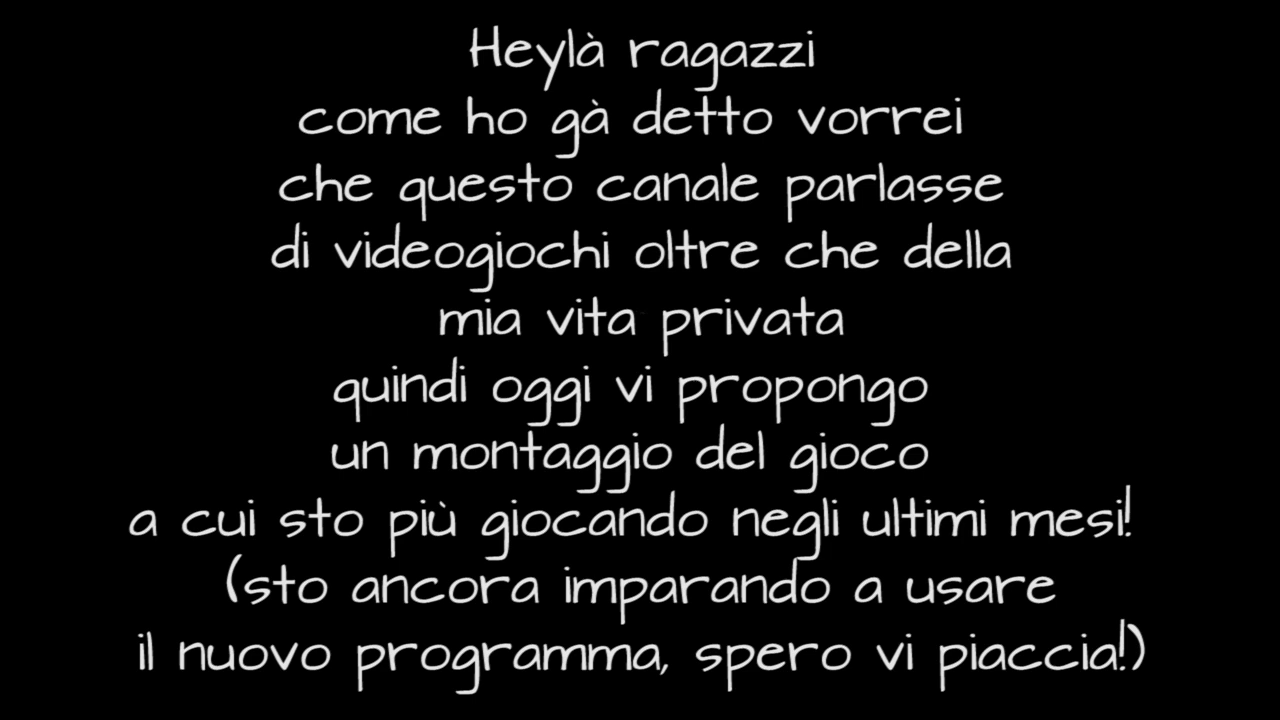 Heylà ragazzi
come ho gà detto vorrei
che questo canale parlasse
di videogiochi oltre che della
mia vita privata
quindi oggi vi propongo
un montaggio del gioco
a cui sto più giocando negli ultimi mesi!
(sto ancora imparando a usare
il nuovo programma, spero vi piaccia!)